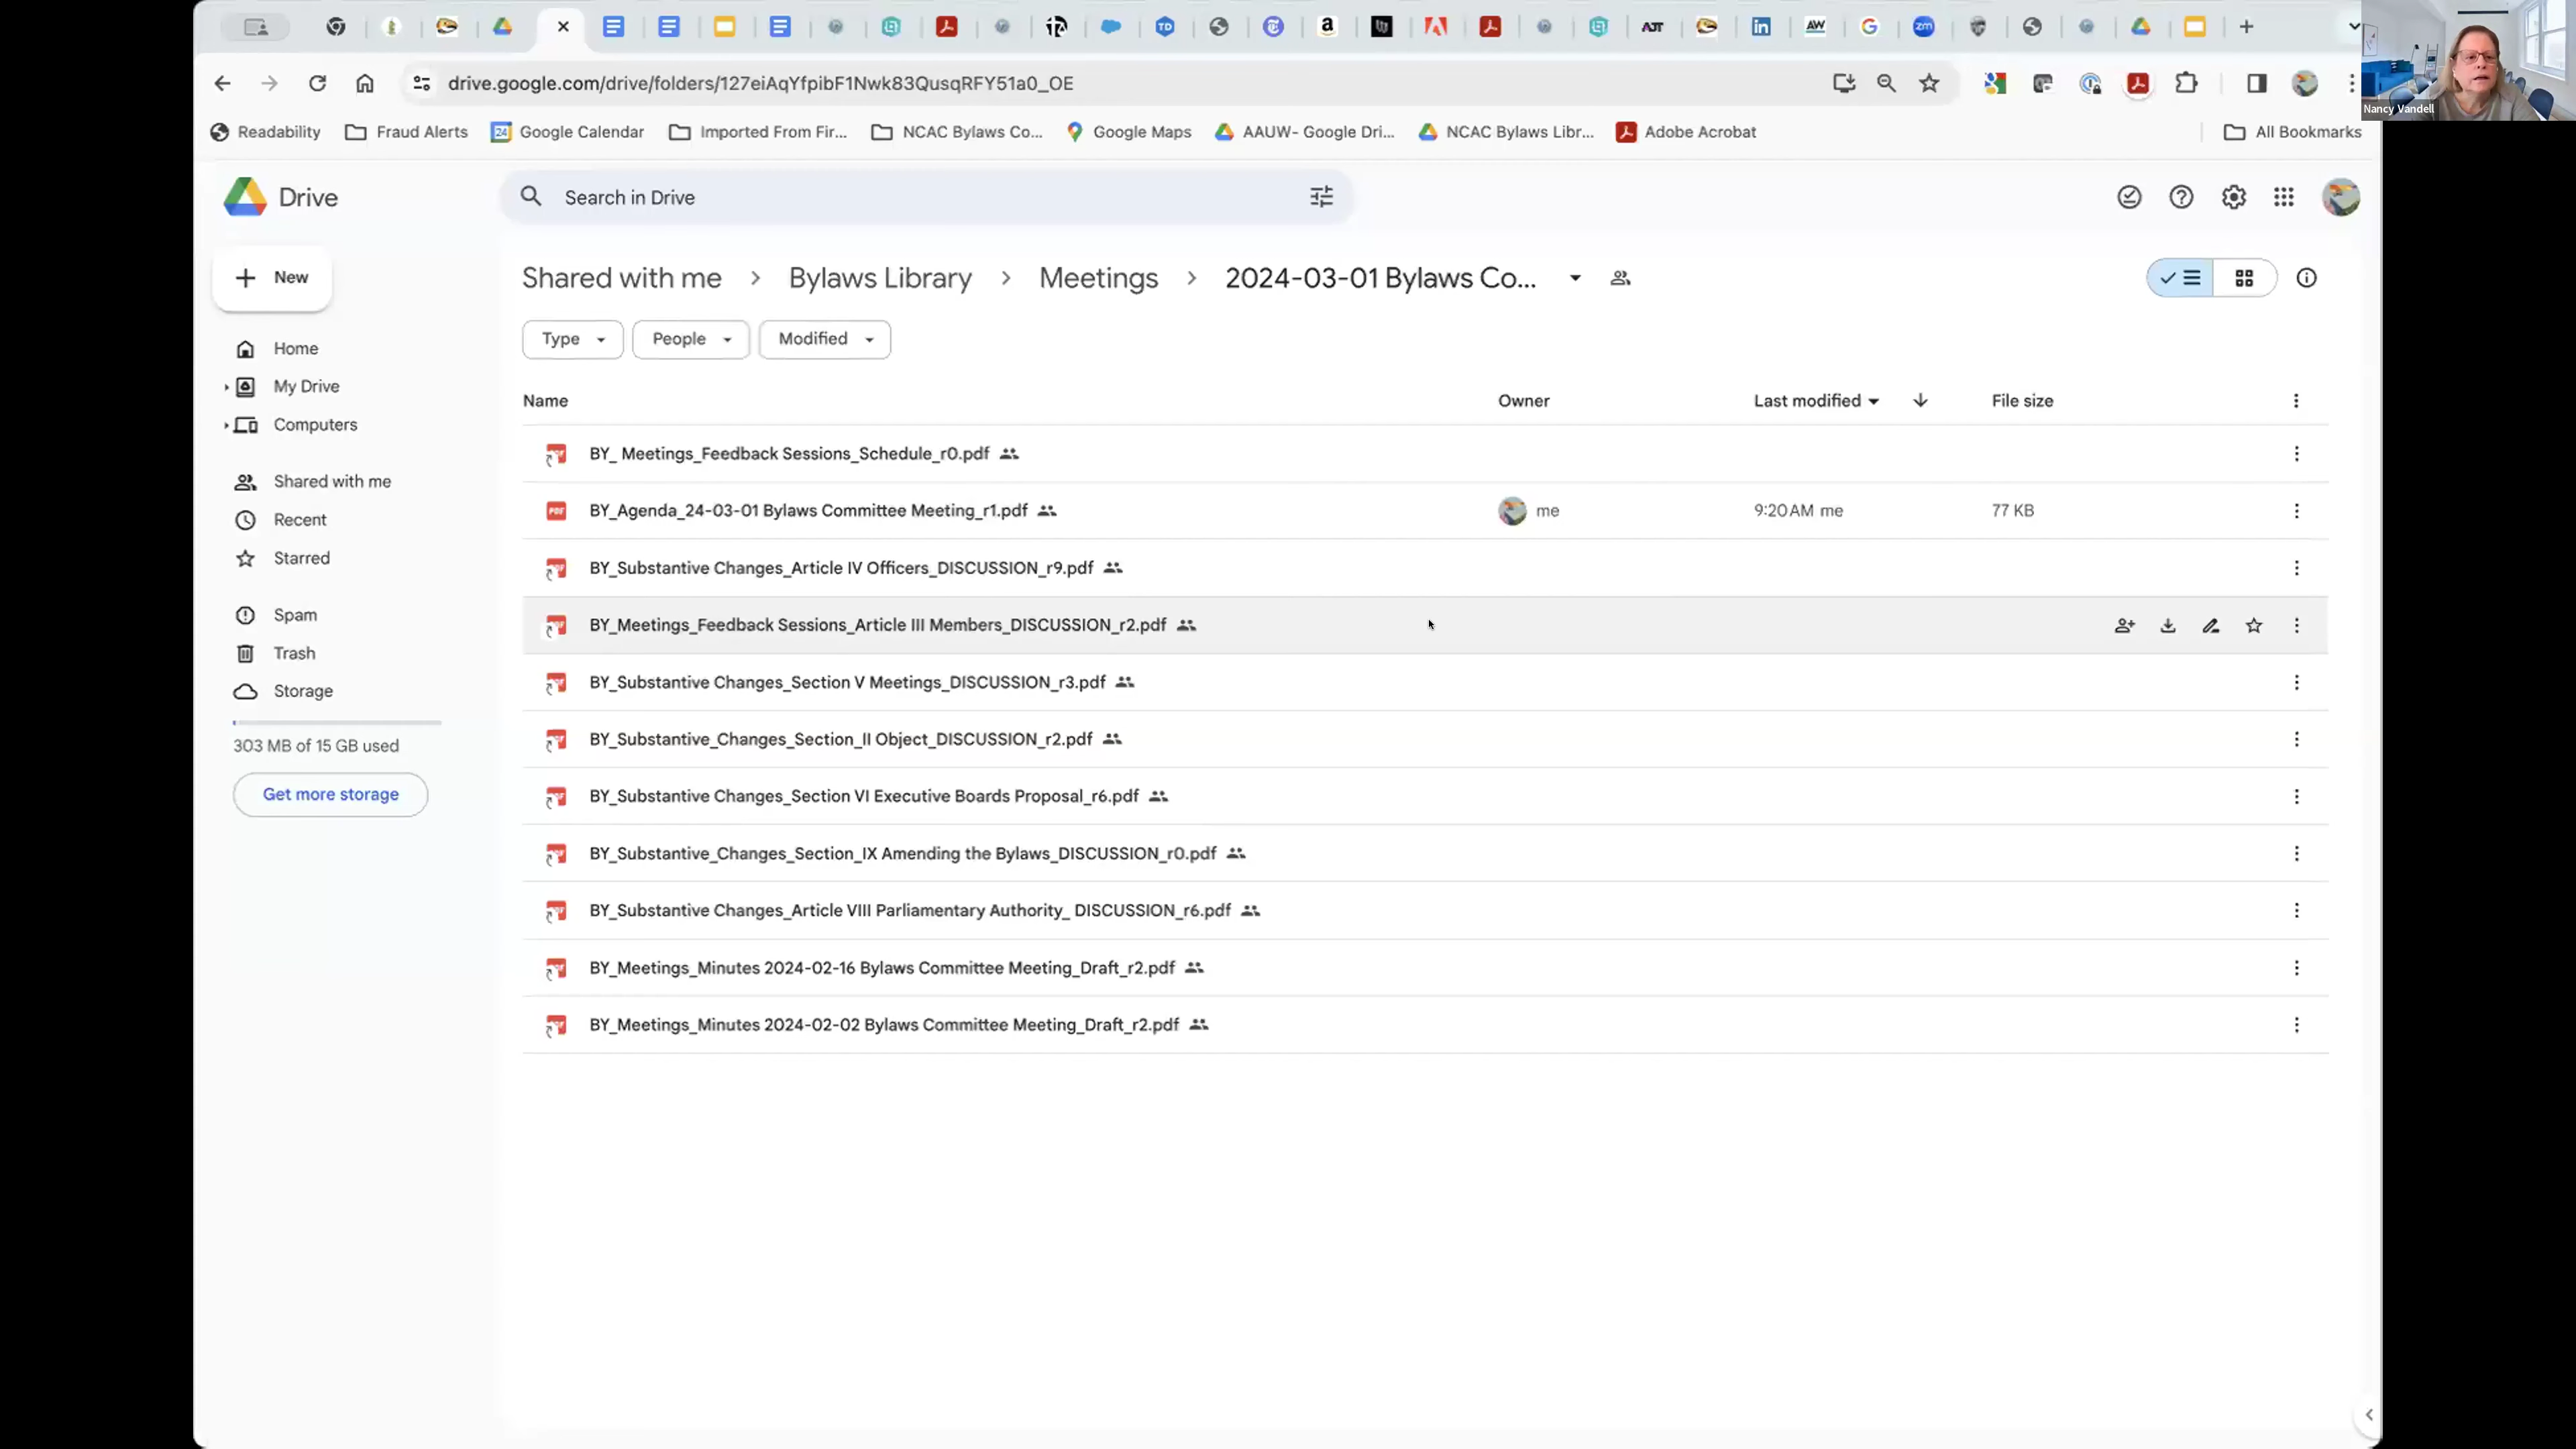 drive.google.com/drive/folders/127eiAqYfpibF1Nwk83QusqRFY51a0_OE
Nancy Vandell
Readability Fraud Alerts 24 Google Calendar Imported From Fir... NCAC Bylaws Co... Google Maps AAUW- Google Dri... NCAC Bylaws Libr... Adobe Acrobat All Bookmarks
Drive Search in Drive
New
Shared with me > Bylaws Library > Meetings > 2024-03-01 Bylaws Co...
Type People Modified
Home
My Drive
Computers
Shared with me
Recent
Starred
Spam
Trash
Storage
303 MB of 15 GB used
Get more storage
Name Owner Last modified File size
BY_ Meetings_Feedback Sessions_Schedule_r0.pdf
BY_Agenda_24-03-01 Bylaws Committee Meeting_r1.pdf me 9:20 AM me 77 KB
BY_Substantive Changes_Article IV Officers_DISCUSSION_r9.pdf
BY_Meetings_Feedback Sessions_Article III Members_DISCUSSION_r2.pdf
BY_Substantive Changes_Section V Meetings_DISCUSSION_r3.pdf
BY_Substantive_Changes_Section_II Object_DISCUSSION_r2.pdf
BY_Substantive Changes_Section VI Executive Boards Proposal_r6.pdf
BY_Substantive_Changes_Section_IX Amending the Bylaws_DISCUSSION_r0.pdf
BY_Substantive Changes_Article VIII Parliamentary Authority_ DISCUSSION_r6.pdf
BY_Meetings_Minutes 2024-02-16 Bylaws Committee Meeting_Draft_r2.pdf
BY_Meetings_Minutes 2024-02-02 Bylaws Committee Meeting_Draft_r2.pdf